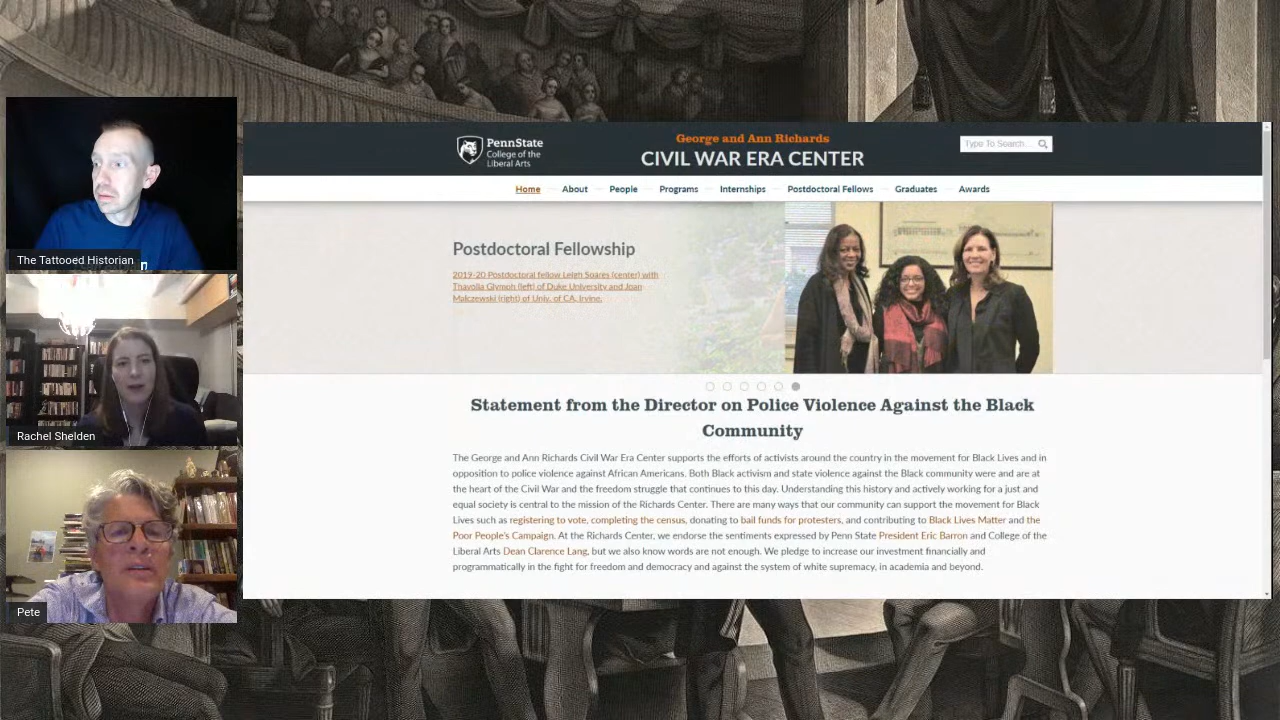 The Tattooed Historian
n
Rachel Shelden
Pete
PennState
College of the
Liberal Arts
George and Ann Richards
CIVIL WAR ERA CENTER
Type To Search...
Home About People Programs Internships Postdoctoral Fellows Graduates Awards
Postdoctoral Fellowship
2019-20 Postdoctoral fellow Leigh Soares (center) with
Thavolia Glymph (left) of Duke University and Joan
Malczewski (right) of Univ. of CA, Irvine.
Statement from the Director on Police Violence Against the Black
Community
The George and Ann Richards Civil War Era Center supports the efforts of activists around the country in the movement for Black Lives and in
opposition to police violence against African Americans. Both Black activism and state violence against the Black community were and are at
the heart of the Civil War and the freedom struggle that continues to this day. Understanding this history and actively working for a just and
equal society is central to the mission of the Richards Center. There are many ways that our community can support the movement for Black
Lives such as registering to vote, completing the census, donating to bail funds for protesters, and contributing to Black Lives Matter and the
Poor People's Campaign. At the Richards Center, we endorse the sentiments expressed by Penn State President Eric Barron and College of the
Liberal Arts Dean Clarence Lang, but we also know words are not enough. We pledge to increase our investment financially and
programmatically in the fight for freedom and democracy and against the system of white supremacy, in academia and beyond.